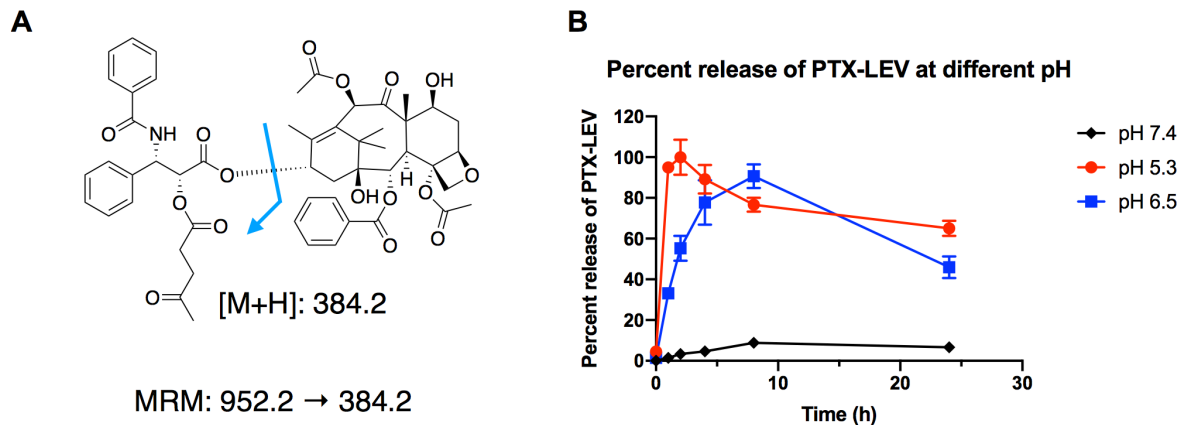 A
O
O
O
O
OH
O
NH
O
O
O
H
O
OH
O
O
O
O
O
O
O
[M+H]: 384.2
MRM: 952.2 → 384.2
B
Percent release of PTX-LEV at different pH
Percent release of PTX-LEV
120
100
80
60
40
20
0
0
10
20
30
Time (h)
pH 7.4
pH 5.3
pH 6.5